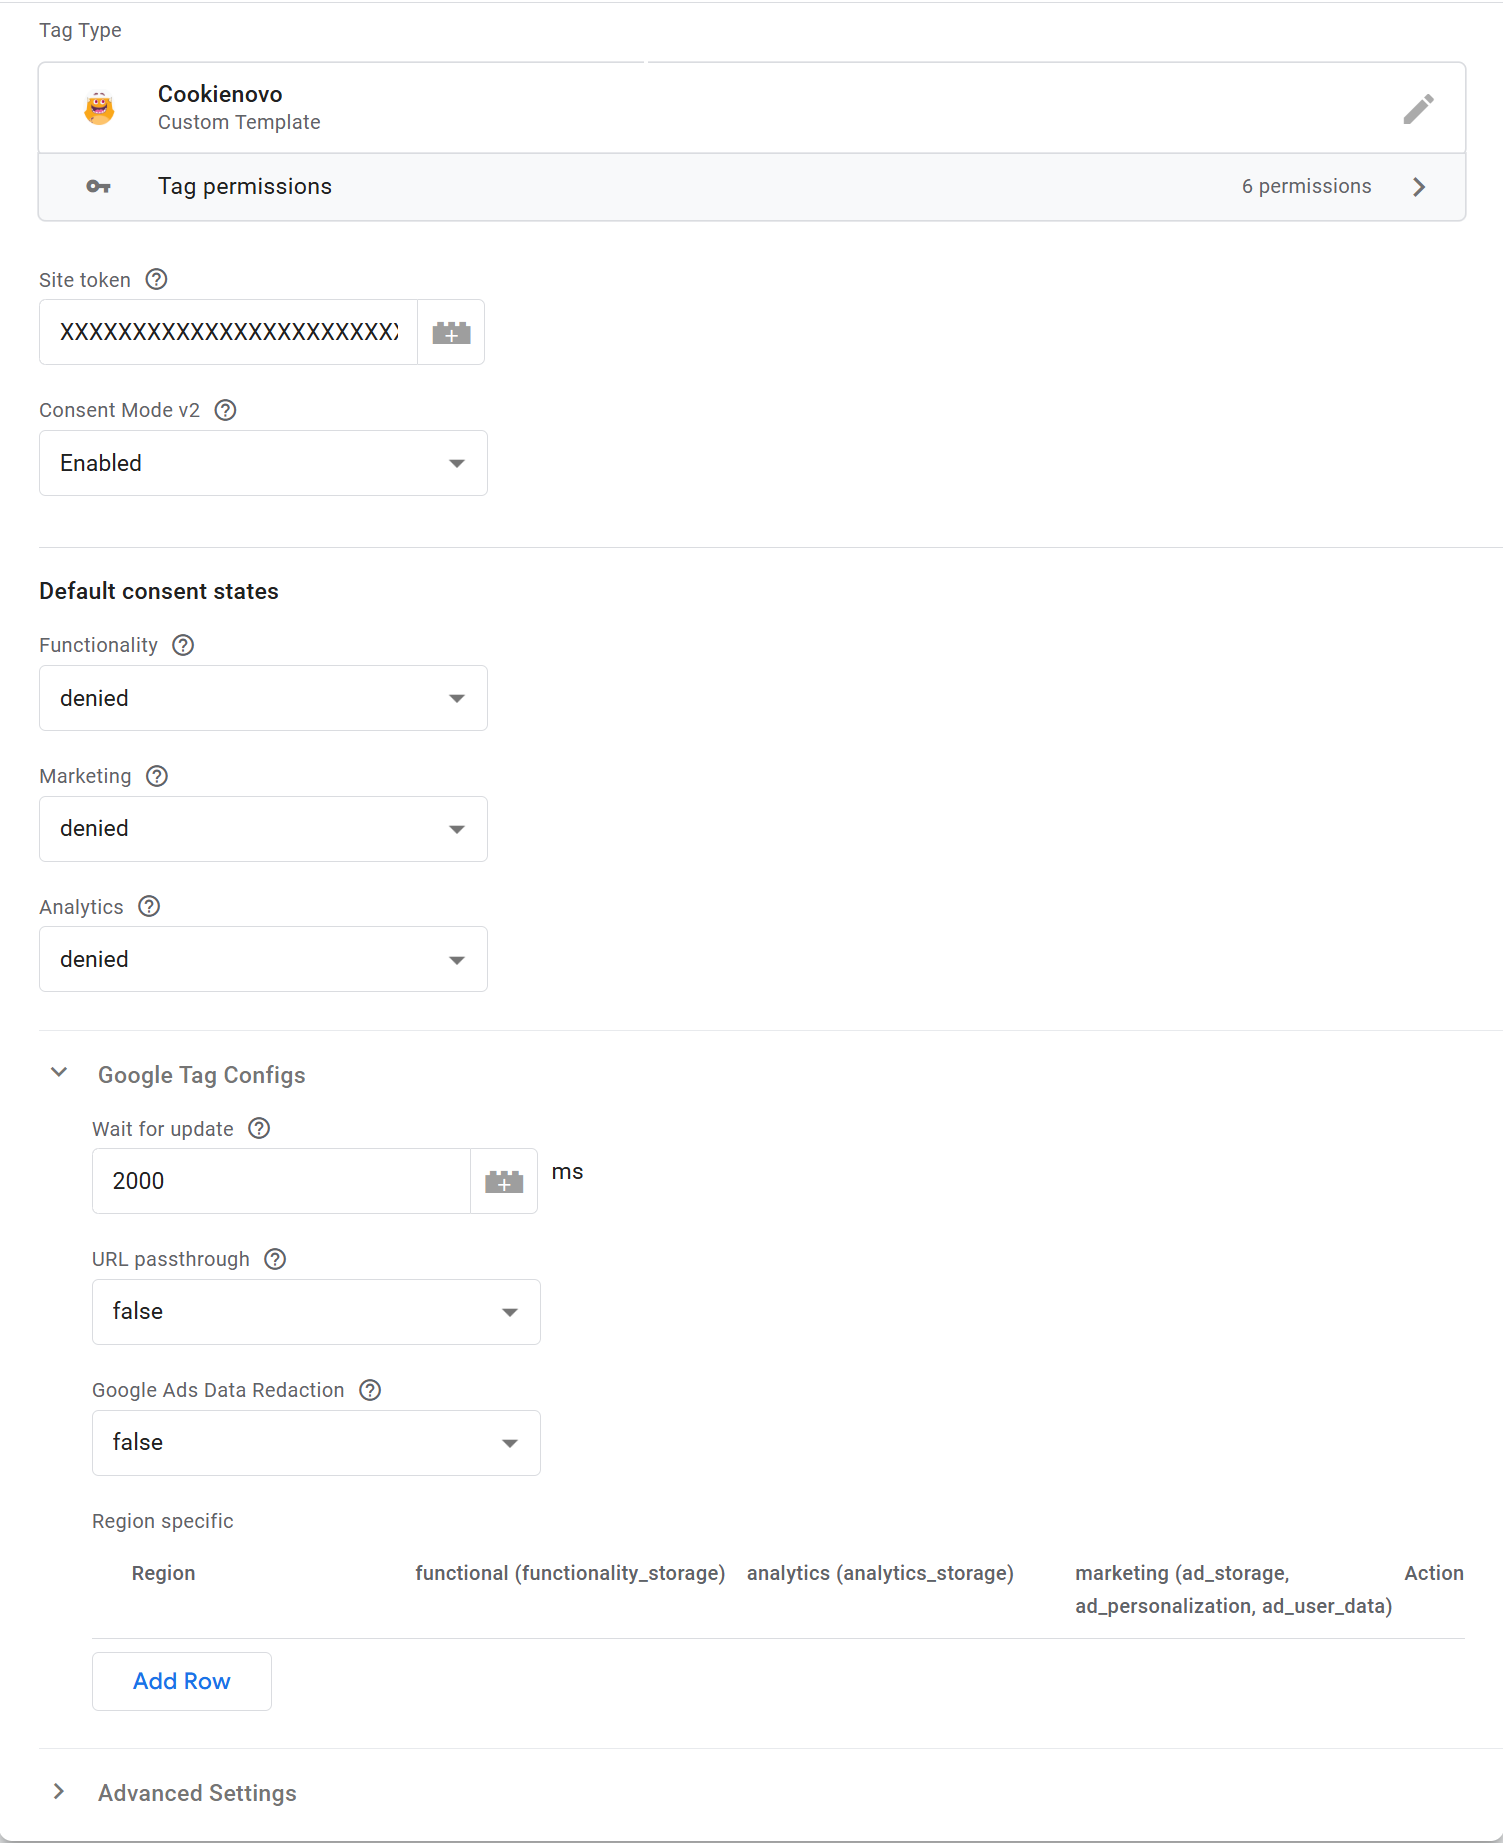 Tag Type
Cookienovo
Custom Template
Tag permissions
6 permissions
Site token
XXXXXXXXXXXXXXXXXXXXXXXX
Consent Mode v2
Enabled
Default consent states
Functionality
denied
Marketing
denied
Analytics
denied
Google Tag Configs
Wait for update
2000
ms
URL passthrough
false
Google Ads Data Redaction
false
Region specific
Region
functional (functionality_storage)
analytics (analytics_storage)
marketing (ad_storage,
ad_personalization, ad_user_data)
Action
Add Row
Advanced Settings